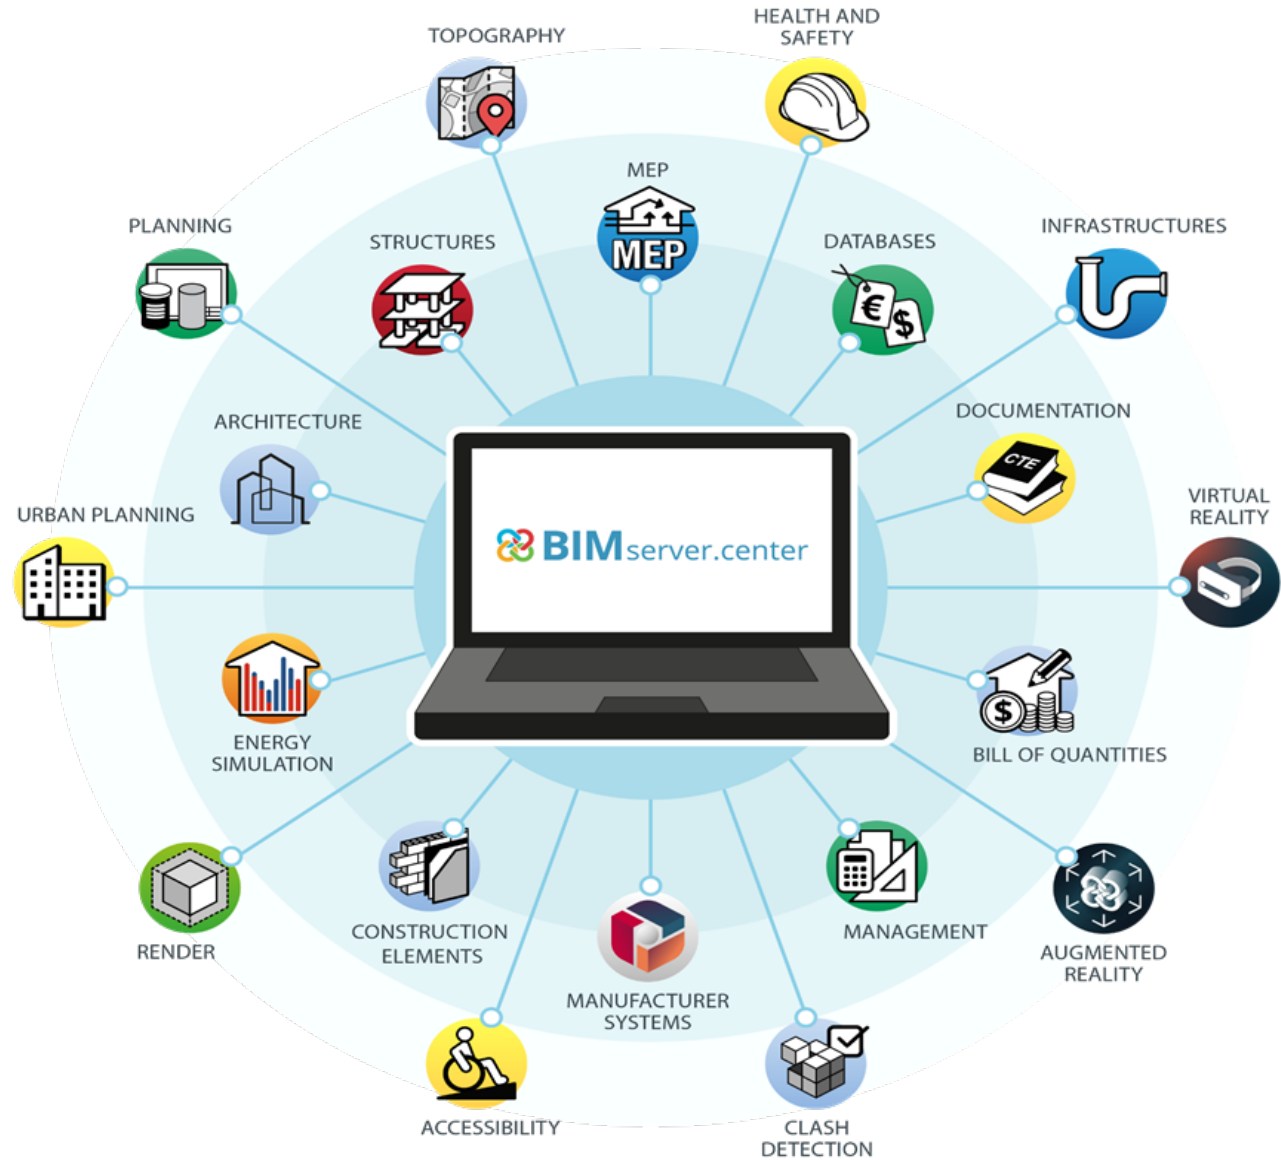 HEALTH AND
SAFETY
TOPOGRAPHY
MEP
MEP
PLANNING
STRUCTURES
DATABASES
INFRASTRUCTURES
€
$
ARCHITECTURE
DOCUMENTATION
CTE
URBAN PLANNING
VIRTUAL
REALITY
BIMserver.center
ENERGY
SIMULATION
$
BILL OF QUANTITIES
RENDER
CONSTRUCTION
ELEMENTS
MANAGEMENT
AUGMENTED
REALITY
MANUFACTURER
SYSTEMS
ACCESSIBILITY
CLASH
DETECTION